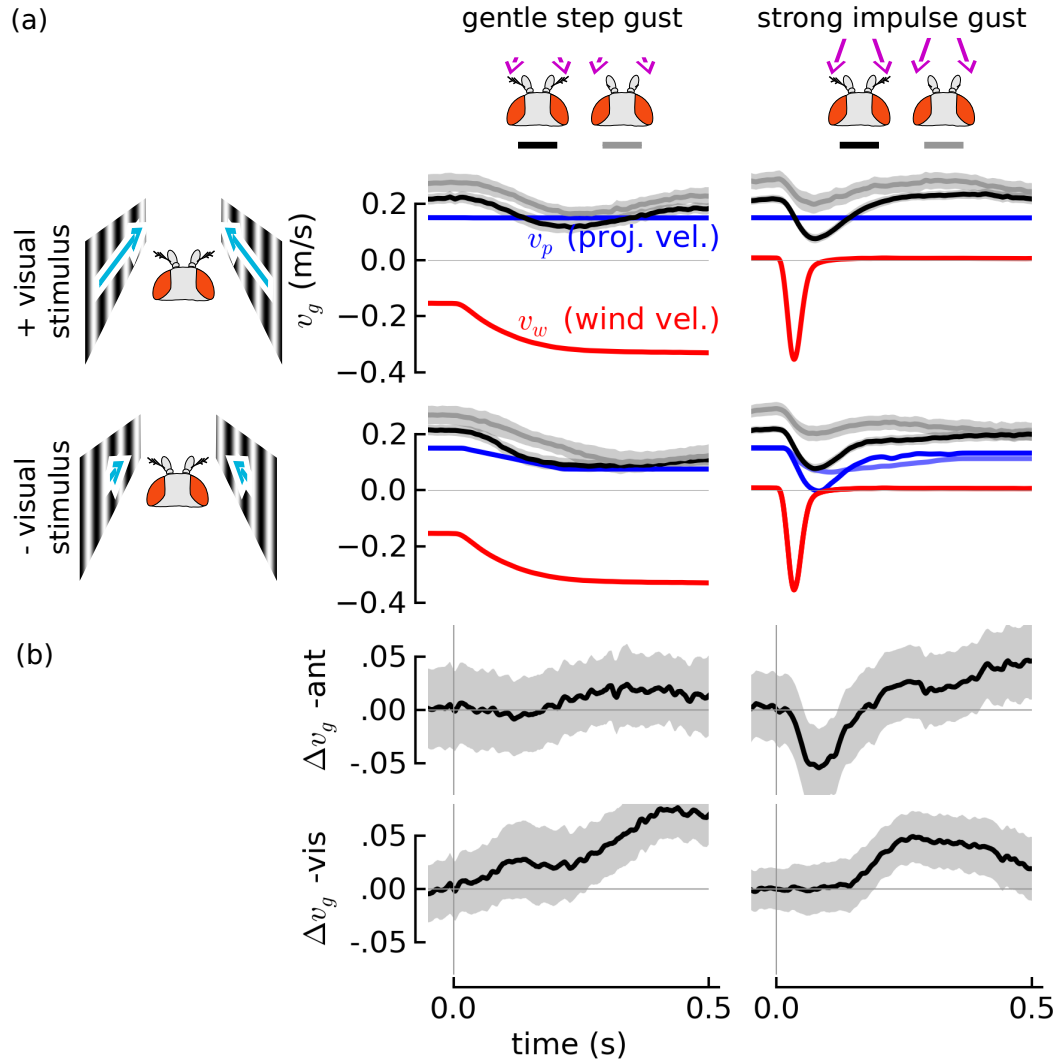 (a)
gentle step gust
strong impulse gust
+ visual
stimulus
v_g (m/s)
0.2
0.0
−0.2
−0.4
v_p (proj. vel.)
v_w (wind vel.)
- visual
stimulus
0.2
0.0
−0.2
−0.4
(b)
Δv_g -ant
.05
.00
-.05
Δv_g -vis
.05
.00
-.05
0.0
0.5
0.0
0.5
time (s)